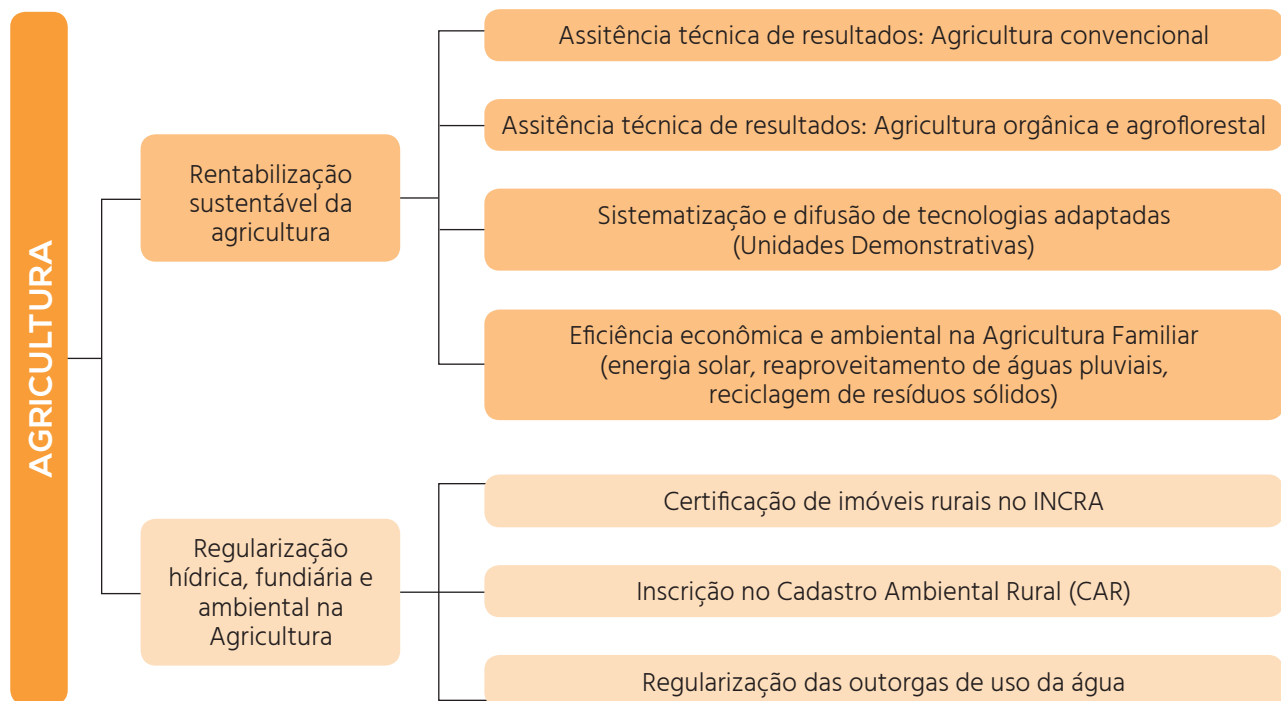 AGRICULTURA
Rentabilização
sustentável da
agricultura
Assitência técnica de resultados: Agricultura convencional
Assitência técnica de resultados: Agricultura orgânica e agroflorestal
Sistematização e difusão de tecnologias adaptadas
(Unidades Demonstrativas)
Eficiência econômica e ambiental na Agricultura Familiar
(energia solar, reaproveitamento de águas pluviais,
reciclagem de resíduos sólidos)
Regularização
hídrica, fundiária e
ambiental na
Agricultura
Certificação de imóveis rurais no INCRA
Inscrição no Cadastro Ambiental Rural (CAR)
Regularização das outorgas de uso da água